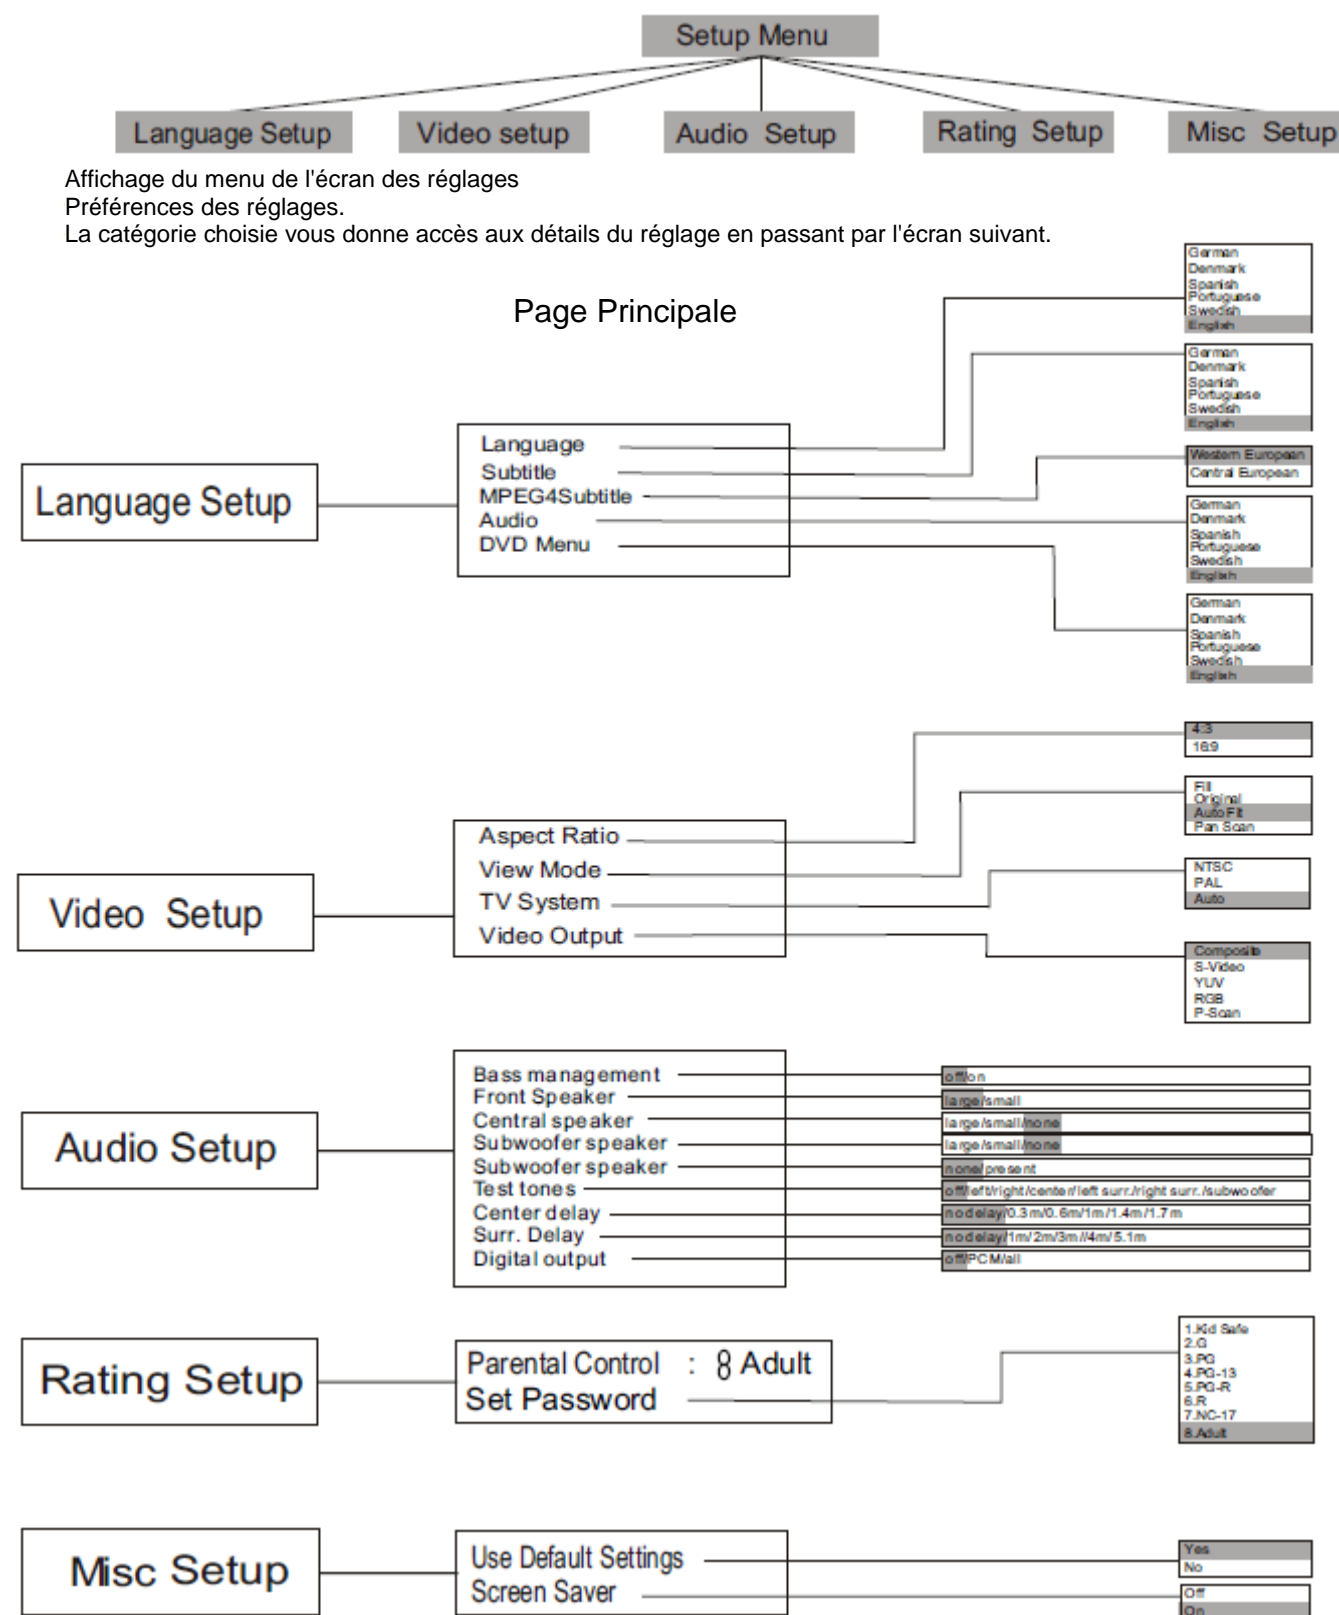 Setup Menu
Language Setup
Video setup
Audio Setup
Rating Setup
Misc Setup
Affichage du menu de l'écran des réglages
Préférences des réglages.
La catégorie choisie vous donne accès aux détails du réglage en passant par l'écran suivant.
Page Principale
Language Setup
Language
Subtitle
MPEG4Subtitle
Audio
DVD Menu
German
Denmark
Spanish
Portuguese
Swedish
English
German
Denmark
Spanish
Portuguese
Swedish
English
Western European
Central European
German
Denmark
Spanish
Portuguese
Swedish
English
German
Denmark
Spanish
Portuguese
Swedish
English
Video Setup
Aspect Ratio
View Mode
TV System
Video Output
4:3
16:9
Fill
Original
Auto Fit
Pan Scan
NTSC
PAL
Auto
Composite
S-Video
YUV
RGB
P-Scan
Audio Setup
Bass management
off/on
Front Speaker
large/small
Central speaker
large/small/none
Subwoofer speaker
large/small/none
Subwoofer speaker
none/present
Test tones
off/left/right/center/left surr./right surr./subwoofer
Center delay
no delay/0.3m/0.6m/1m/1.4m/1.7m
Surr. Delay
no delay/1m/2m/3m//4m/5.1m
Digital output
off/PCM/all
Rating Setup
Parental Control : 8 Adult
Set Password
1.Kid Safe
2.G
3.PG
4.PG-13
5.PG-R
6.R
7.NC-17
8.Adult
Misc Setup
Use Default Settings
Screen Saver
Yes
No
Off
On